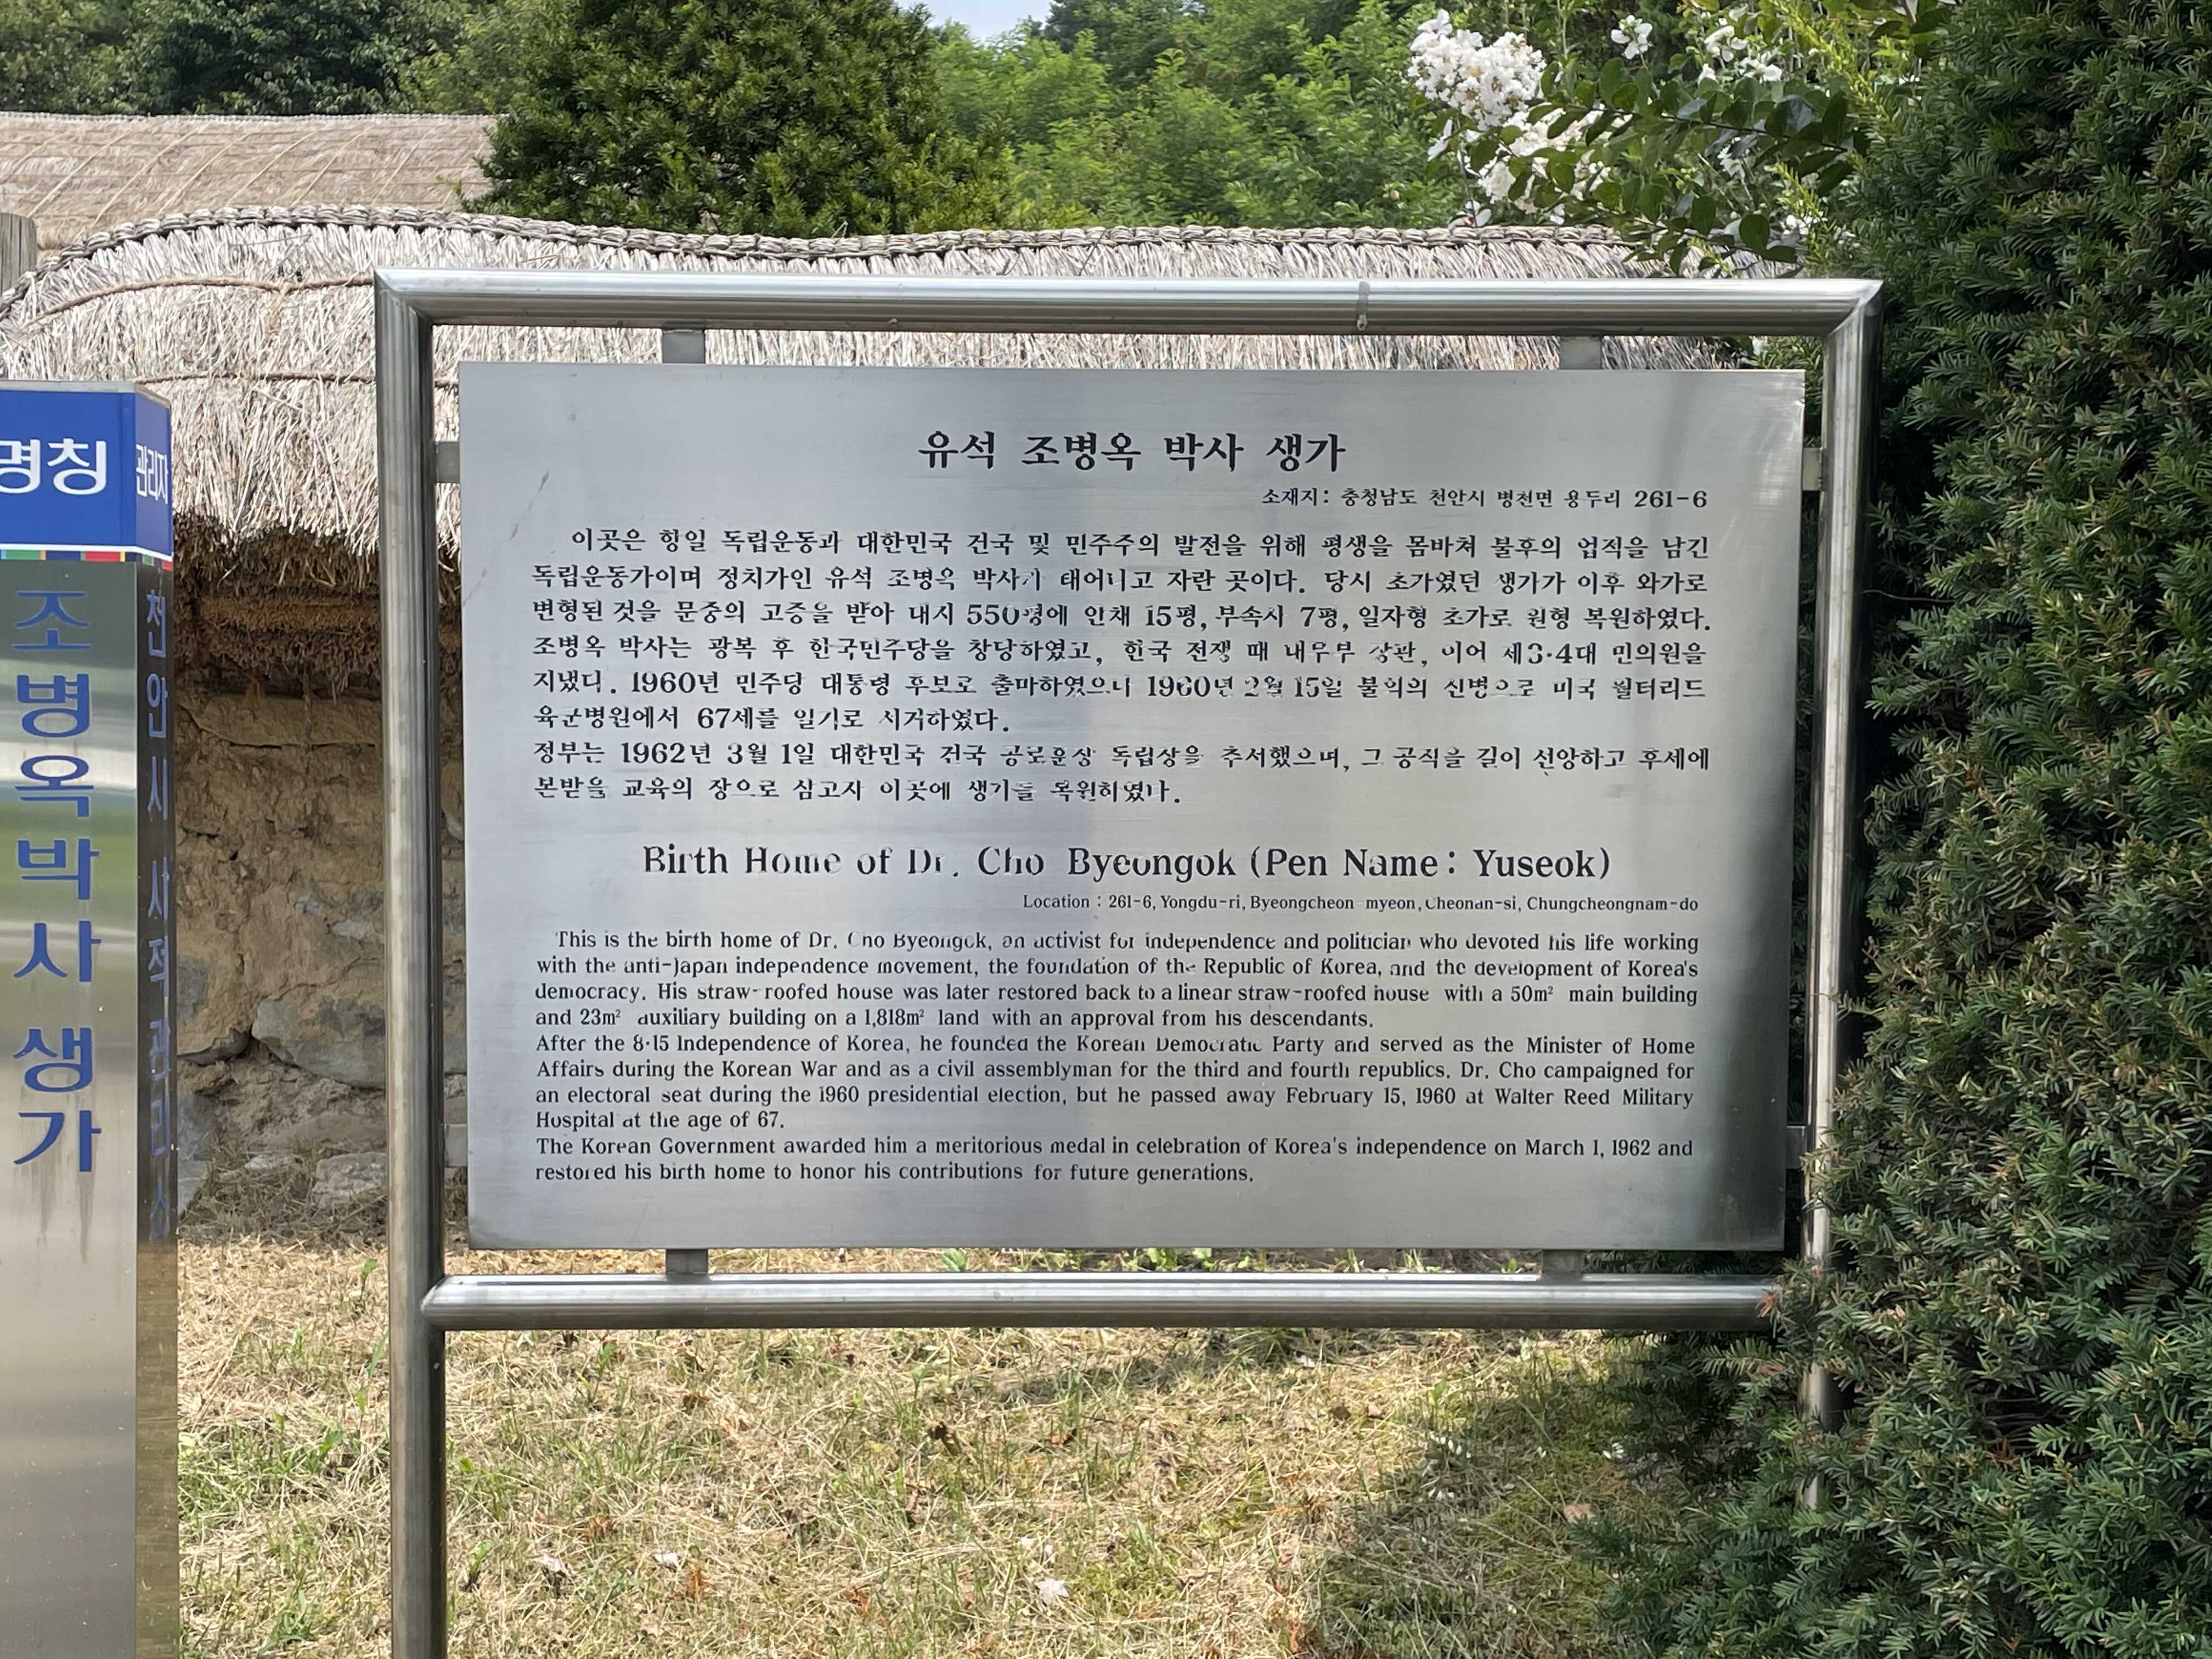 명칭
관리자
조병옥박사 생가
천안시 사적관리소
유석 조병옥 박사 생가
소재지: 충청남도 천안시 병천면 용두리 261-6
이곳은 항일 독립운동과 대한민국 건국 및 민주주의 발전을 위해 평생을 몸바쳐 불후의 업적을 남긴
독립운동가이며 정치가인 유석 조병옥 박사가 태어나고 자란 곳이다. 당시 초가였던 생가가 이후 와가로
변형된 것을 문중의 고증을 받아 대지 550평에 안채 15평, 부속사 7평, 일자형 초가로 원형 복원하였다.
조병옥 박사는 광복 후 한국민주당을 창당하였고, 한국 전쟁 때 내무부 장관, 이어 제3·4대 민의원을
지냈다. 1960년 민주당 대통령 후보로 출마하였으나 1960년 2월 15일 불의의 신병으로 미국 월터리드
육군병원에서 67세를 일기로 서거하였다.
정부는 1962년 3월 1일 대한민국 건국 공로훈장 독립장을 추서했으며, 그 공적을 길이 선양하고 후세에
본받을 교육의 장으로 삼고자 이곳에 생가를 복원하였다.
Birth Home of Dr. Cho Byeongok (Pen Name: Yuseok)
Location : 261-6, Yongdu-ri, Byeongcheon-myeon, Cheonan-si, Chungcheongnam-do
This is the birth home of Dr. Cho Byeongok, an activist for independence and politician who devoted his life working
with the anti-Japan independence movement, the foundation of the Republic of Korea, and the development of Korea's
democracy. His straw-roofed house was later restored back to a linear straw-roofed house with a 50m² main building
and 23m² auxiliary building on a 1,818m² land with an approval from his descendants.
After the 8·15 Independence of Korea, he founded the Korean Democratic Party and served as the Minister of Home
Affairs during the Korean War and as a civil assemblyman for the third and fourth republics. Dr. Cho campaigned for
an electoral seat during the 1960 presidential election, but he passed away February 15, 1960 at Walter Reed Military
Hospital at the age of 67.
The Korean Government awarded him a meritorious medal in celebration of Korea's independence on March 1, 1962 and
restored his birth home to honor his contributions for future generations.